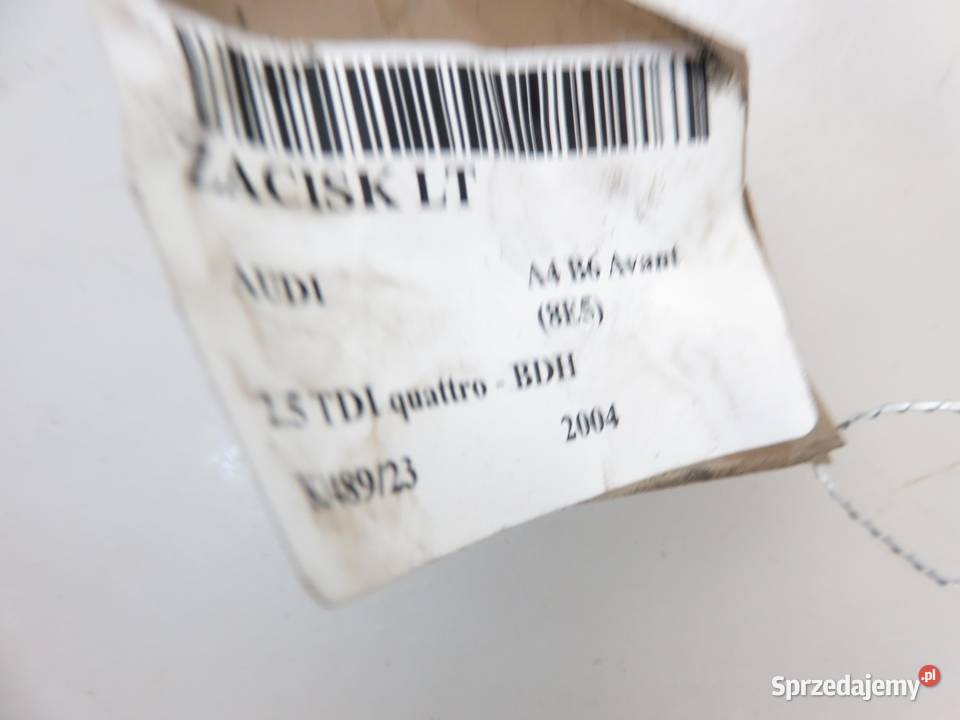 ZACISK LT
AUDI A4 B6 Avant
(8E5)
2.5 TDI quattro - BDH
2004
K489/23
Sprzedajemy.pl